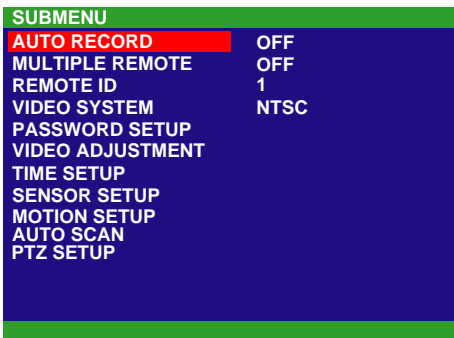 SUBMENU
AUTO RECORD OFF
MULTIPLE REMOTE OFF
REMOTE ID 1
VIDEO SYSTEM NTSC
PASSWORD SETUP
VIDEO ADJUSTMENT
TIME SETUP
SENSOR SETUP
MOTION SETUP
AUTO SCAN
PTZ SETUP